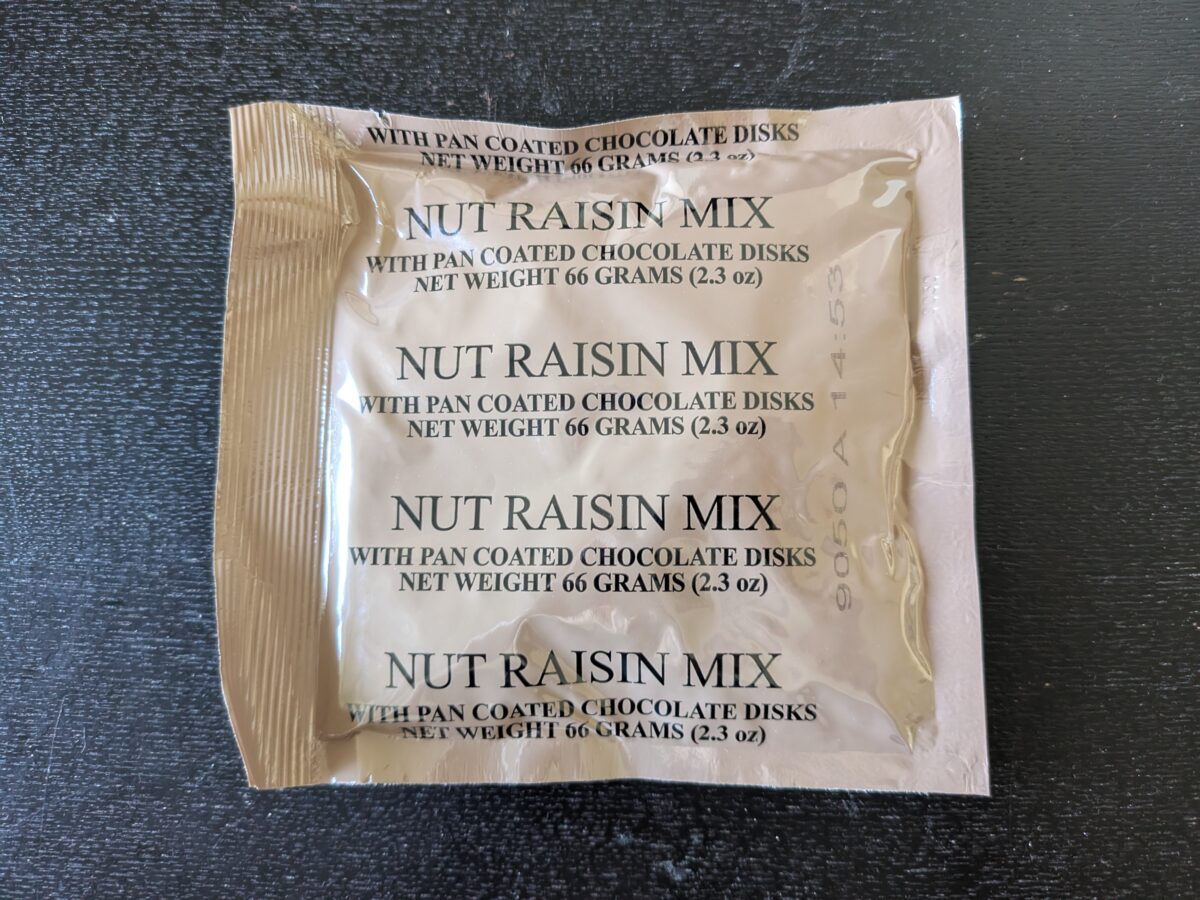 WITH PAN COATED CHOCOLATE DISKS
NET WEIGHT 66 GRAMS (2.3 oz)
NUT RAISIN MIX
WITH PAN COATED CHOCOLATE DISKS
NET WEIGHT 66 GRAMS (2.3 oz)
NUT RAISIN MIX
WITH PAN COATED CHOCOLATE DISKS
NET WEIGHT 66 GRAMS (2.3 oz)
NUT RAISIN MIX
WITH PAN COATED CHOCOLATE DISKS
NET WEIGHT 66 GRAMS (2.3 oz)
NUT RAISIN MIX
WITH PAN COATED CHOCOLATE DISKS
NET WEIGHT 66 GRAMS (2.3 oz)
9050 A 14:53